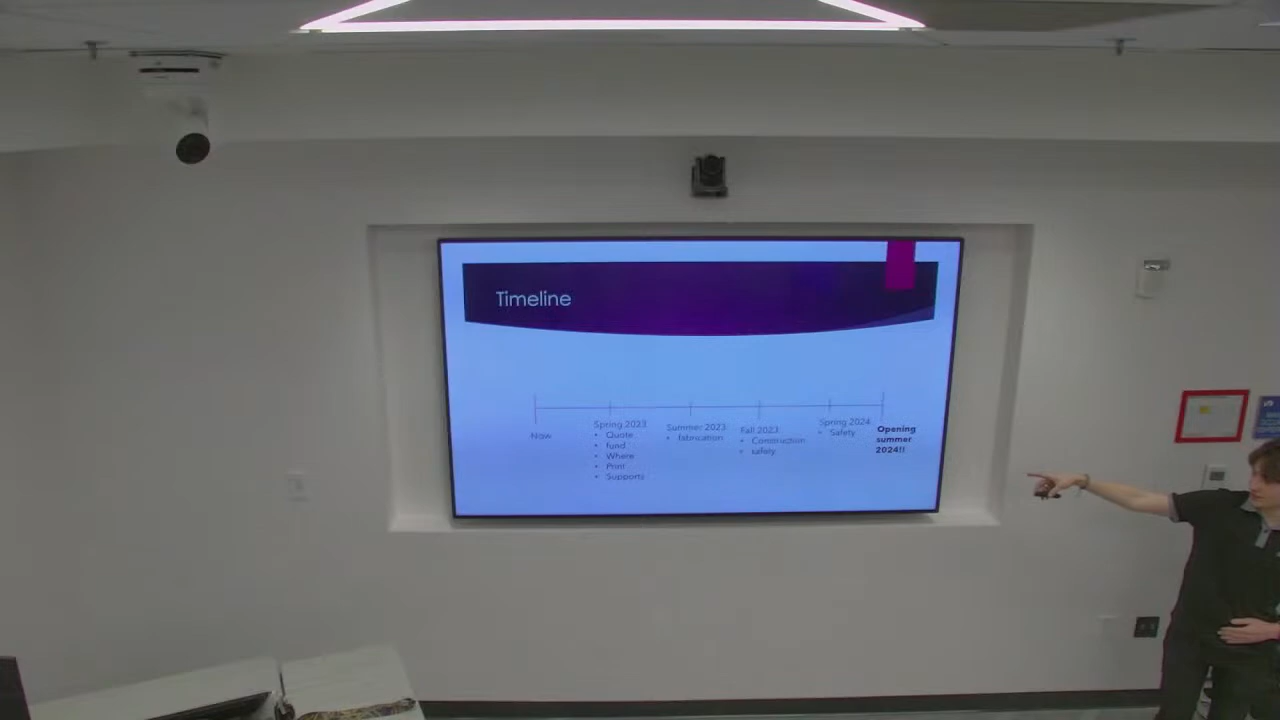 Timeline
Now
Spring 2023
• Quote
• fund
• Where
• Print
• Supports
Summer 2023
• fabrication
Fall 2023
• Construction
• safety
Spring 2024
• Safety
Opening
summer
2024!!